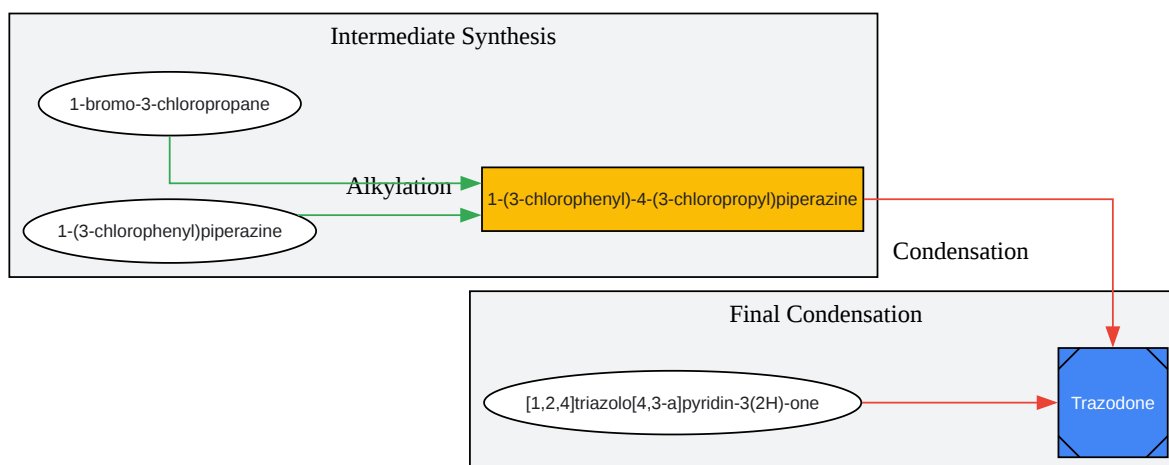 Intermediate Synthesis
1-bromo-3-chloropropane
Alkylation
1-(3-chlorophenyl)-4-(3-chloropropyl)piperazine
1-(3-chlorophenyl)piperazine
Condensation
Final Condensation
[1,2,4]triazolo[4,3-a]pyridin-3(2H)-one
Trazodone